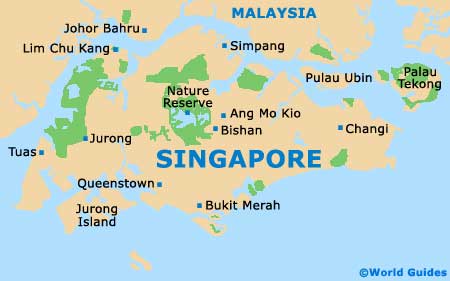 MALAYSIA
Johor Bahru
Lim Chu Kang
Simpang
Pulau Ubin
Palau
Tekong
Nature
Reserve
Ang Mo Kio
Bishan
Changi
Jurong
Tuas
SINGAPORE
Queenstown
Jurong
Island
Bukit Merah
©World Guides